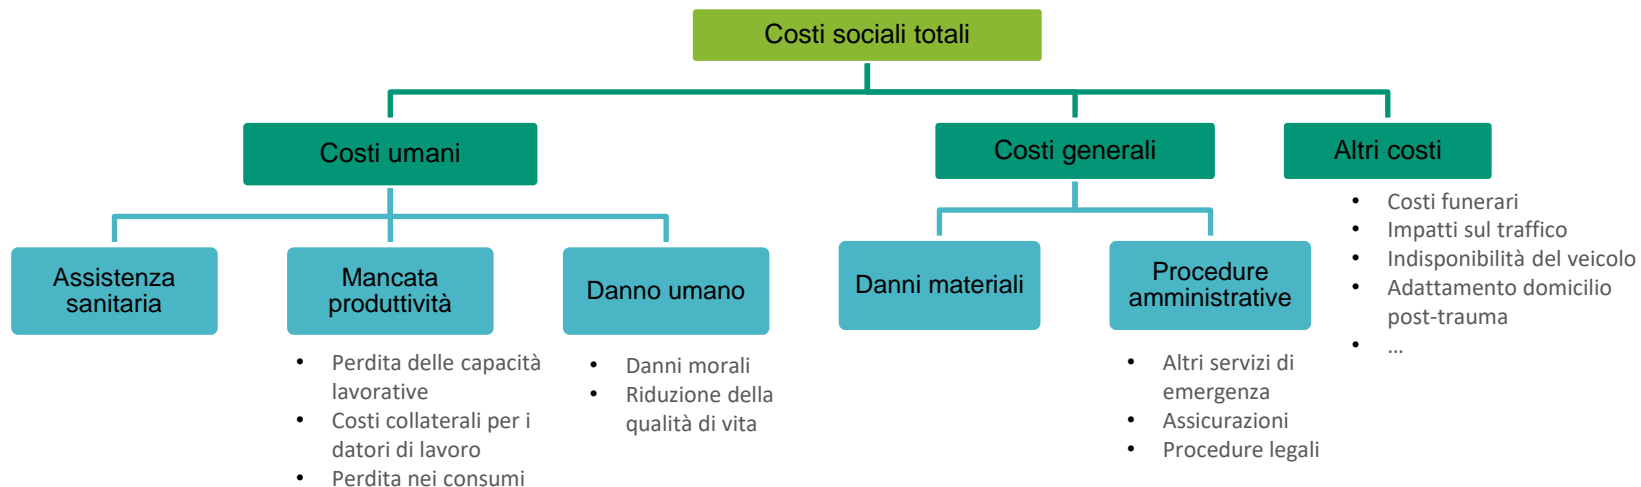 Costi sociali totali
Costi umani
Costi generali
Altri costi
• Costi funerari
• Impatti sul traffico
• Indisponibilità del veicolo
• Adattamento domicilio
post-trauma
• ...
Assistenza
sanitaria
Mancata
produttività
Danno umano
Danni materiali
Procedure
amministrative
• Perdita delle capacità
lavorative
• Costi collaterali per i
datori di lavoro
• Perdita nei consumi
• Danni morali
• Riduzione della
qualità di vita
• Altri servizi di
emergenza
• Assicurazioni
• Procedure legali